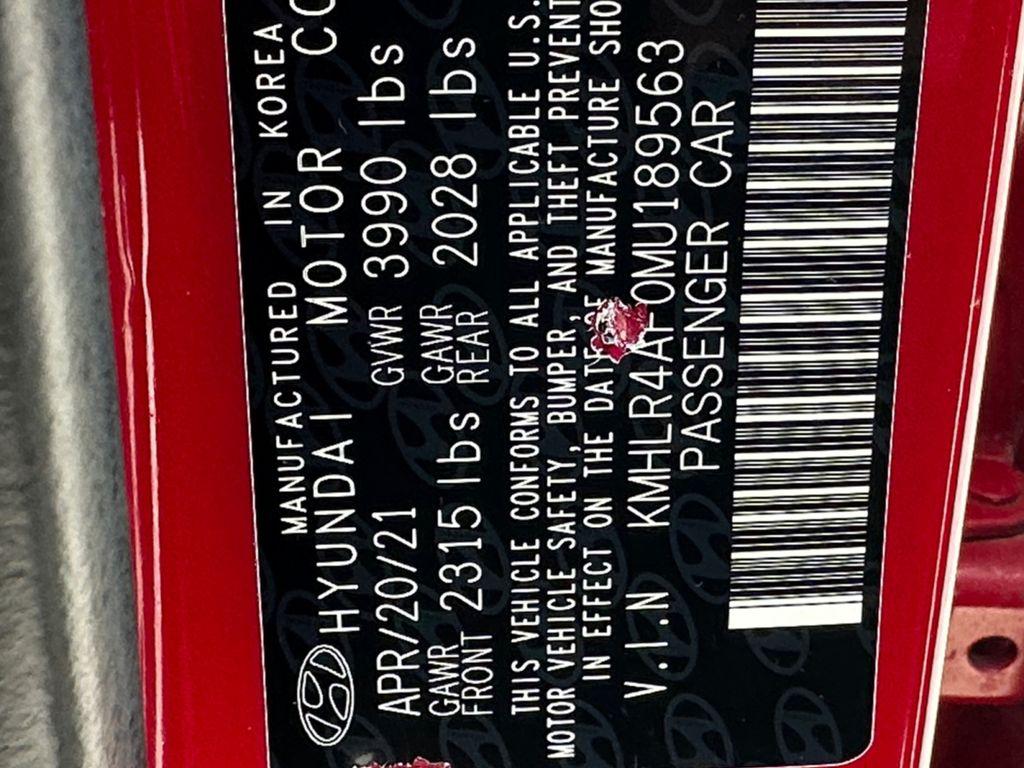 MANUFACTURED IN KOREA
HYUNDAI MOTOR CO
APR/20/21 GVWR 3990 lbs
GAWR FRONT 2315 lbs GAWR REAR 2028 lbs
THIS VEHICLE CONFORMS TO ALL APPLICABLE U.S.
MOTOR VEHICLE SAFETY, BUMPER, AND THEFT PREVENT
IN EFFECT ON THE DATE OF MANUFACTURE SHO
V.I.N KMHLR4AF0MU189563
PASSENGER CAR